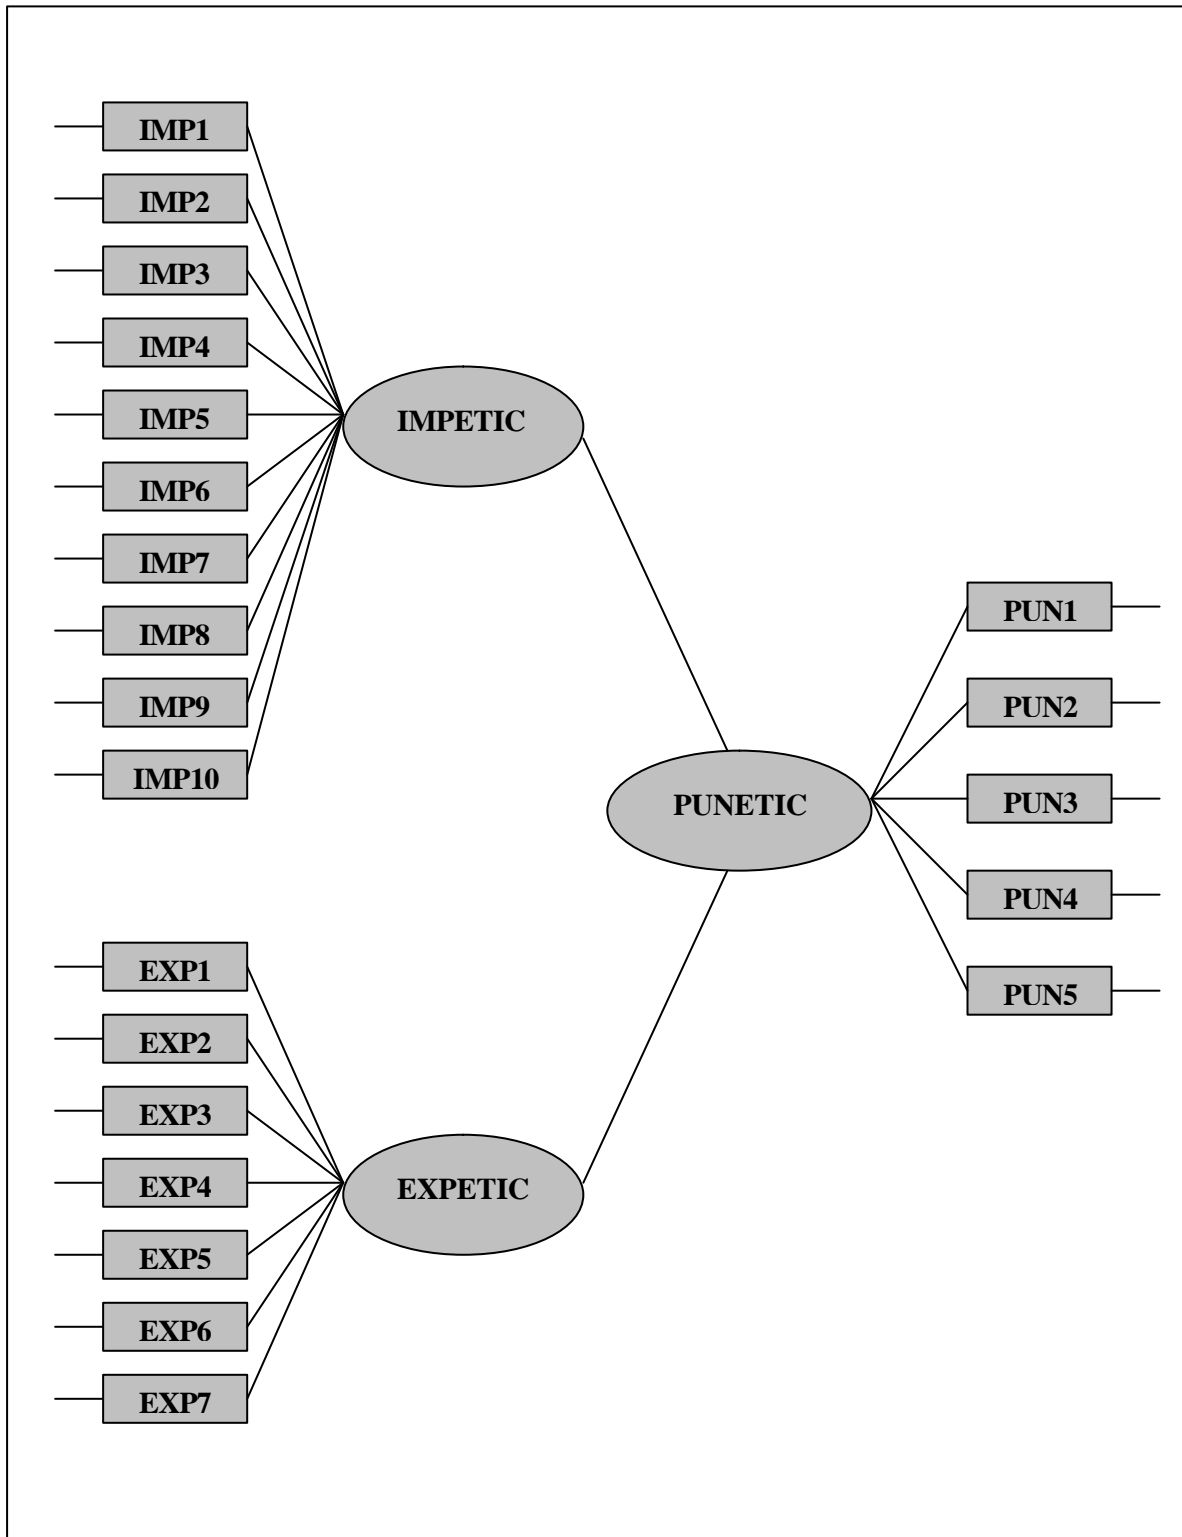 IMP1
IMP2
IMP3
IMP4
IMP5
IMP6
IMP7
IMP8
IMP9
IMP10
IMPETIC
EXP1
EXP2
EXP3
EXP4
EXP5
EXP6
EXP7
EXPETIC
PUNETIC
PUN1
PUN2
PUN3
PUN4
PUN5